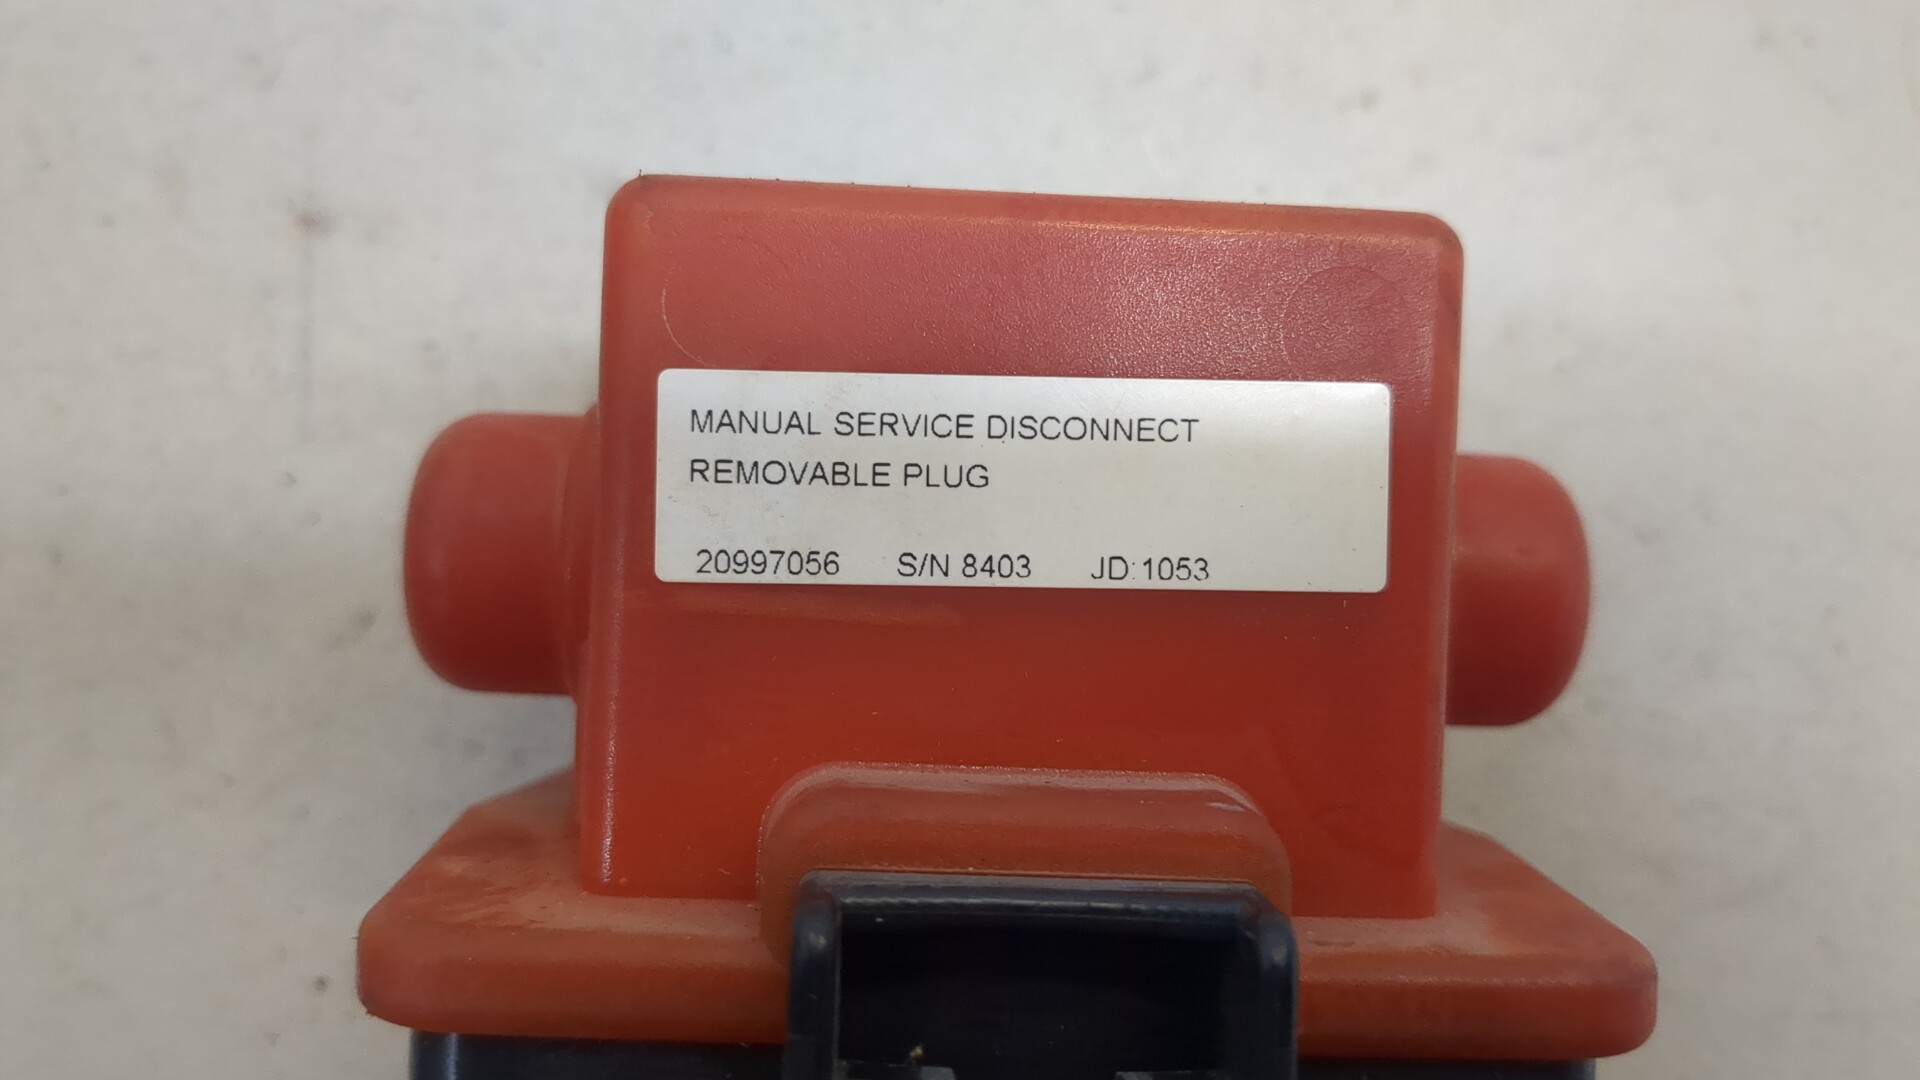 MANUAL SERVICE DISCONNECT
REMOVABLE PLUG
20997056 S/N 8403 JD:1053